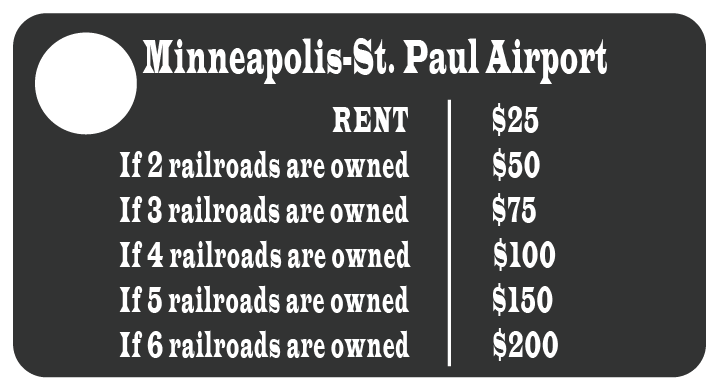 Minneapolis-St. Paul Airport
RENT $25
If 2 railroads are owned $50
If 3 railroads are owned $75
If 4 railroads are owned $100
If 5 railroads are owned $150
If 6 railroads are owned $200